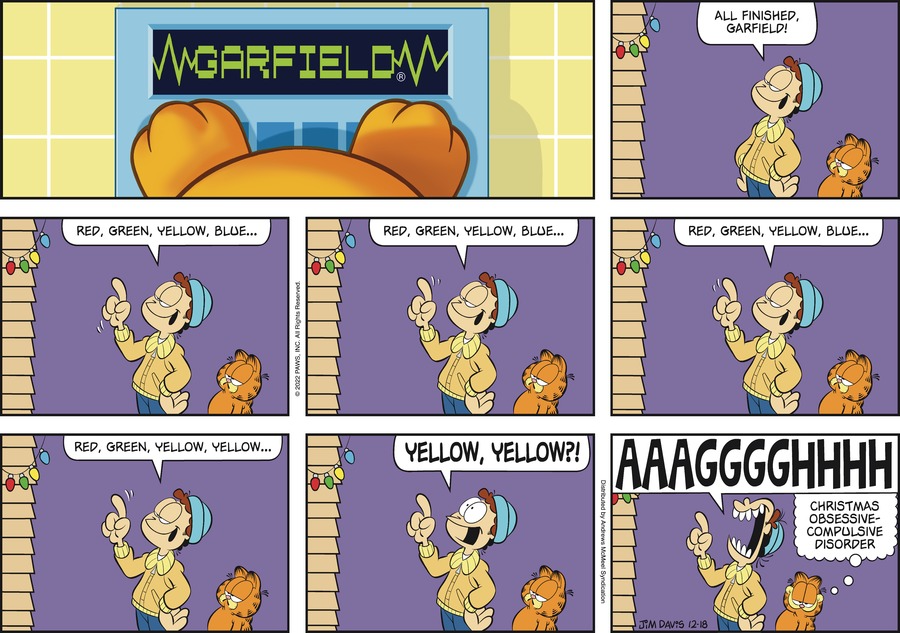 GARFIELD®
ALL FINISHED,
GARFIELD!
RED, GREEN, YELLOW, BLUE...
© 2022 PAWS, INC. All Rights Reserved.
RED, GREEN, YELLOW, BLUE...
RED, GREEN, YELLOW, BLUE...
RED, GREEN, YELLOW, YELLOW...
YELLOW, YELLOW?!
Distributed by Andrews McMeel Syndication
AAAGGGGHHHH
CHRISTMAS
OBSESSIVE-
COMPULSIVE
DISORDER
JIM DAVIS 12-18